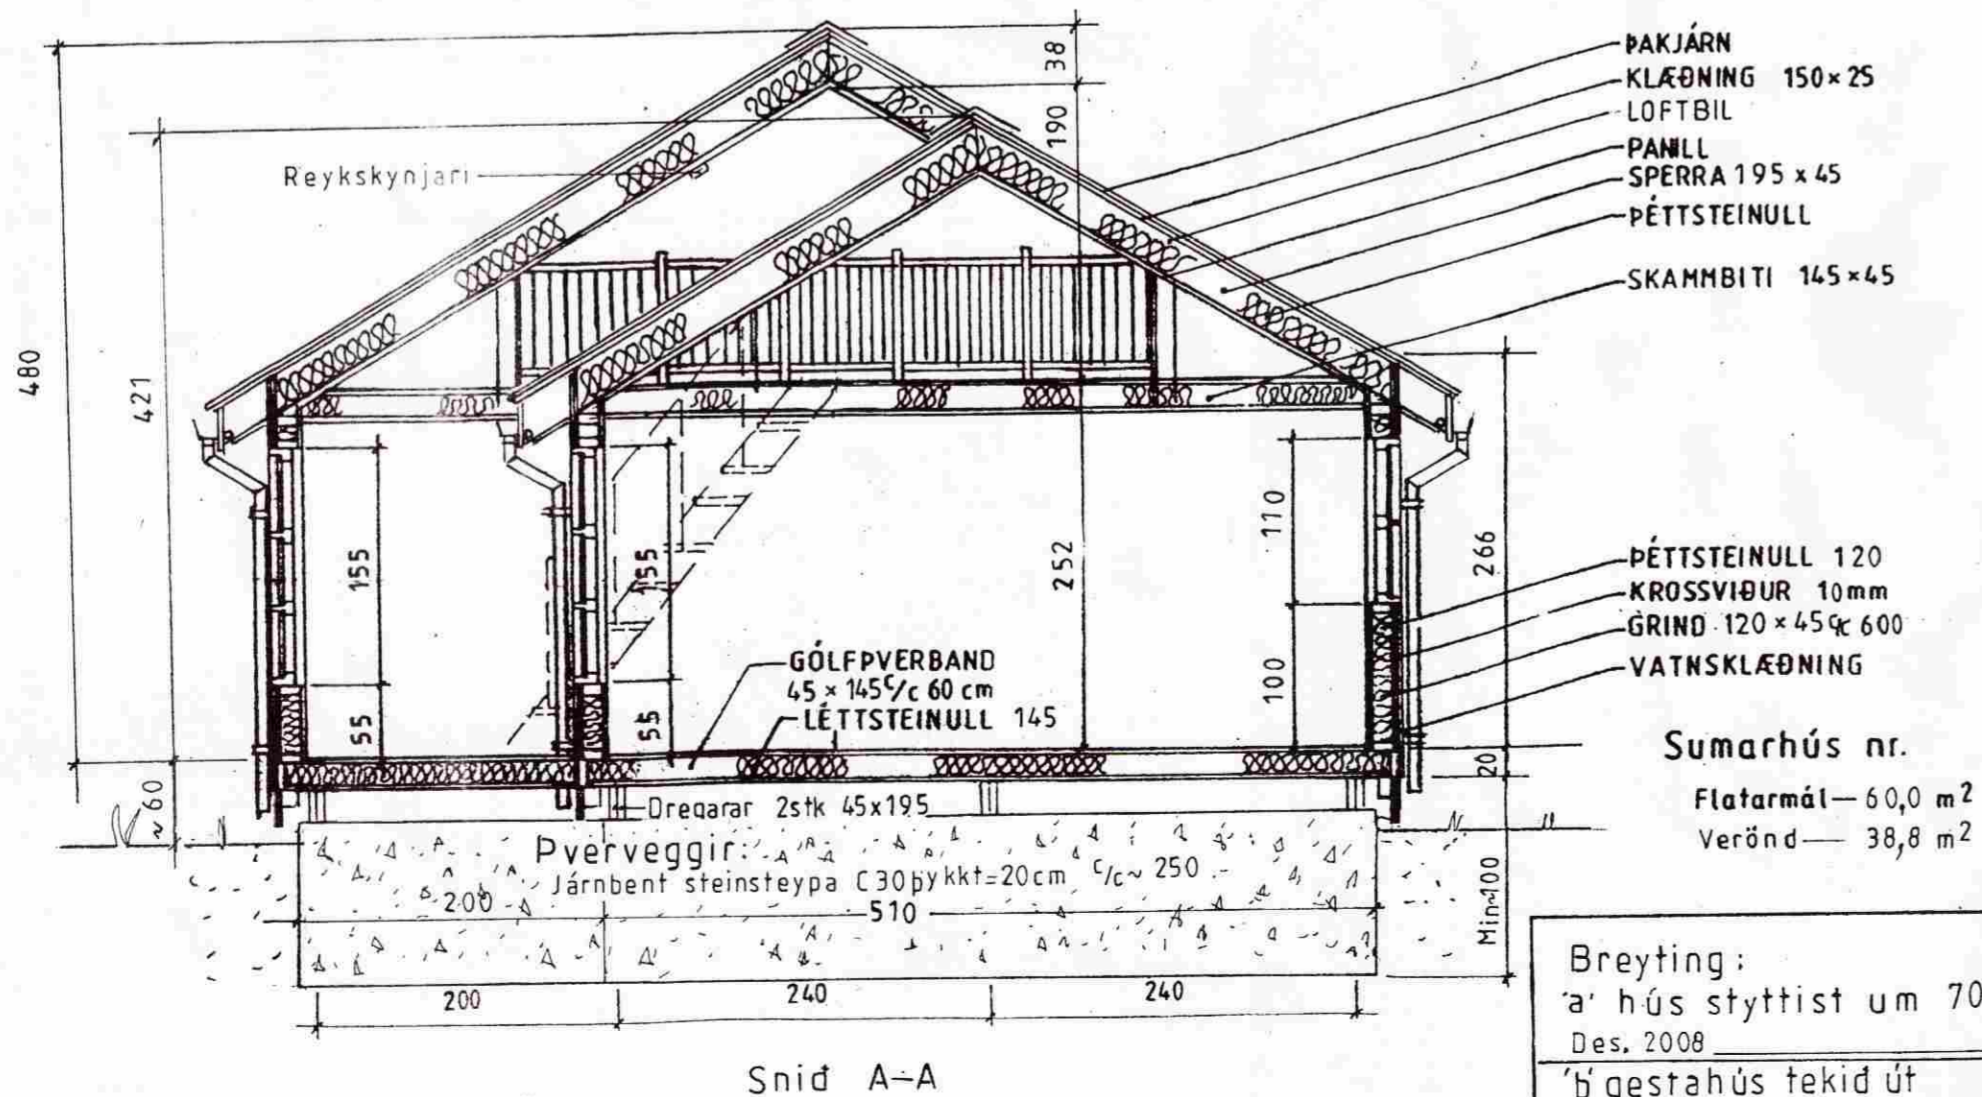 ÞAKJÁRN
KLÆÐNING 150×25
LOFTBIL
PANILL
SPERRA 195 x 45
ÞÉTTSTEINULL
SKAMMBITI 145×45
38
190
Reykskynjari
480
421
~60
155
55
155
55
252
110
100
266
20
Min~100
GÓLFÞVERBAND
45 × 145 c/c 60 cm
LÉTTSTEINULL 145
ÞÉTTSTEINULL 120
KROSSVIÐUR 10mm
GRIND 120 × 45 c/c 600
VATNSKLÆÐNING
Sumarhús nr.
Flatarmál— 60,0 m²
Verönd— 38,8 m²
Dregarar 2stk 45x195
Þverveggir:
Járnbent steinsteypa C30 þykkt=20cm c/c~ 250
200
510
200
240
240
Snið A-A
Breyting:
'a' hús styttist um 70
Des. 2008
'b' gestahús tekið út